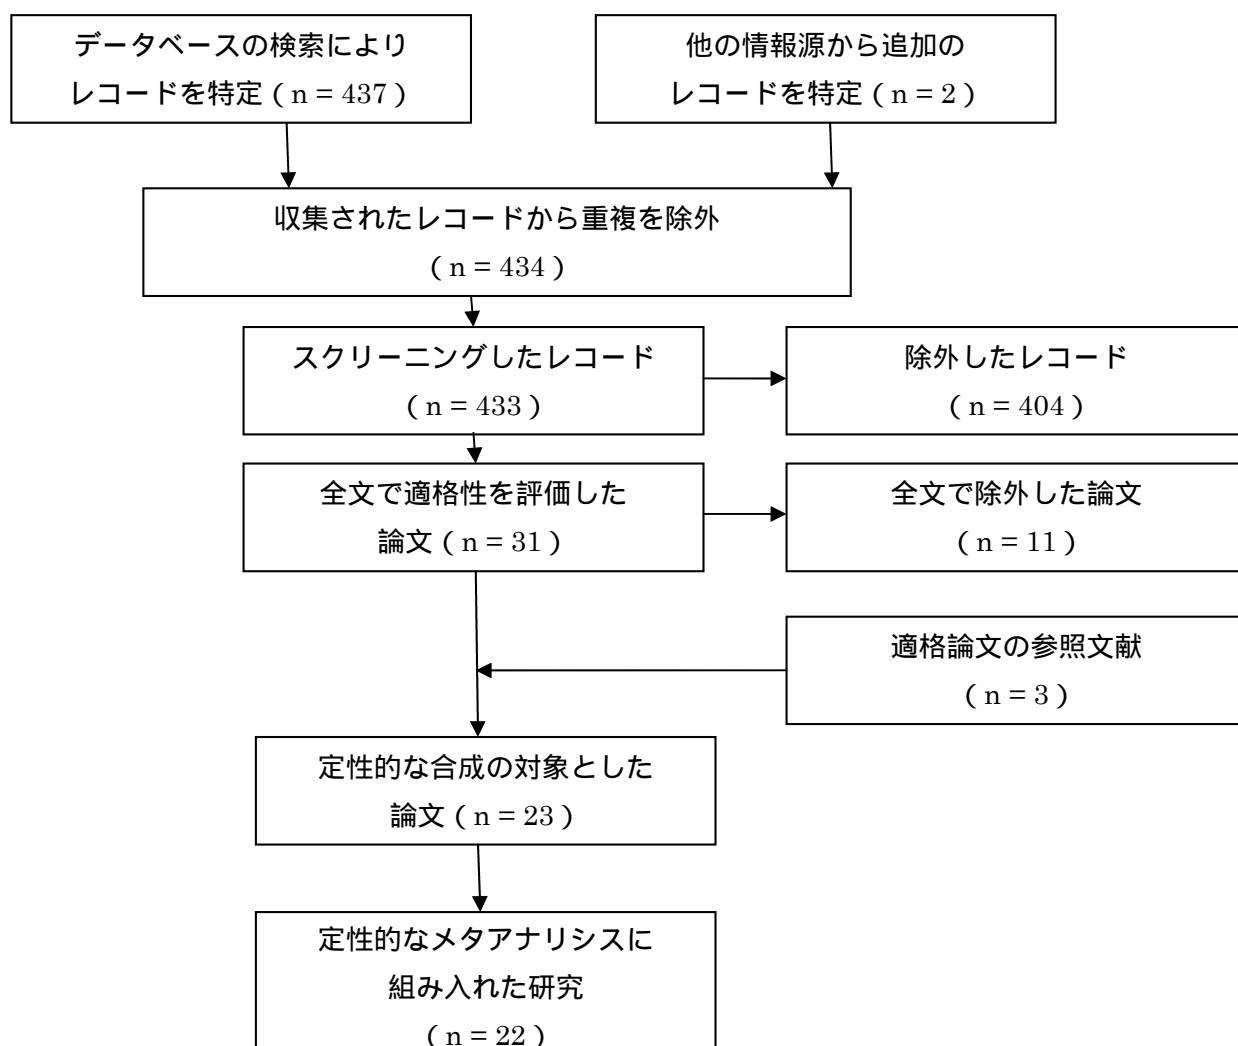 データベースの検索により
レコードを特定（n = 437）
他の情報源から追加の
レコードを特定（n = 2）
収集されたレコードから重複を除外
（n = 434）
スクリーニングしたレコード
（n = 433）
除外したレコード
（n = 404）
全文で適格性を評価した
論文（n = 31）
全文で除外した論文
（n = 11）
適格論文の参照文献
（n = 3）
定性的な合成の対象とした
論文（n = 23）
定性的なメタアナリシスに
組み入れた研究
（n = 22）